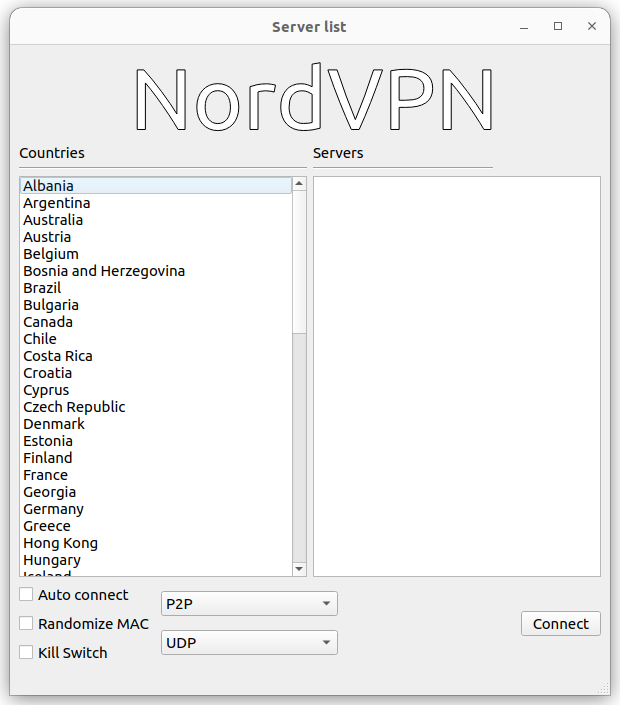 Server list
NordVPN
Countries
Servers
Albania
Argentina
Australia
Austria
Belgium
Bosnia and Herzegovina
Brazil
Bulgaria
Canada
Chile
Costa Rica
Croatia
Cyprus
Czech Republic
Denmark
Estonia
Finland
France
Georgia
Germany
Greece
Hong Kong
Hungary
Iceland
Auto connect
P2P
Randomize MAC
Connect
UDP
Kill Switch